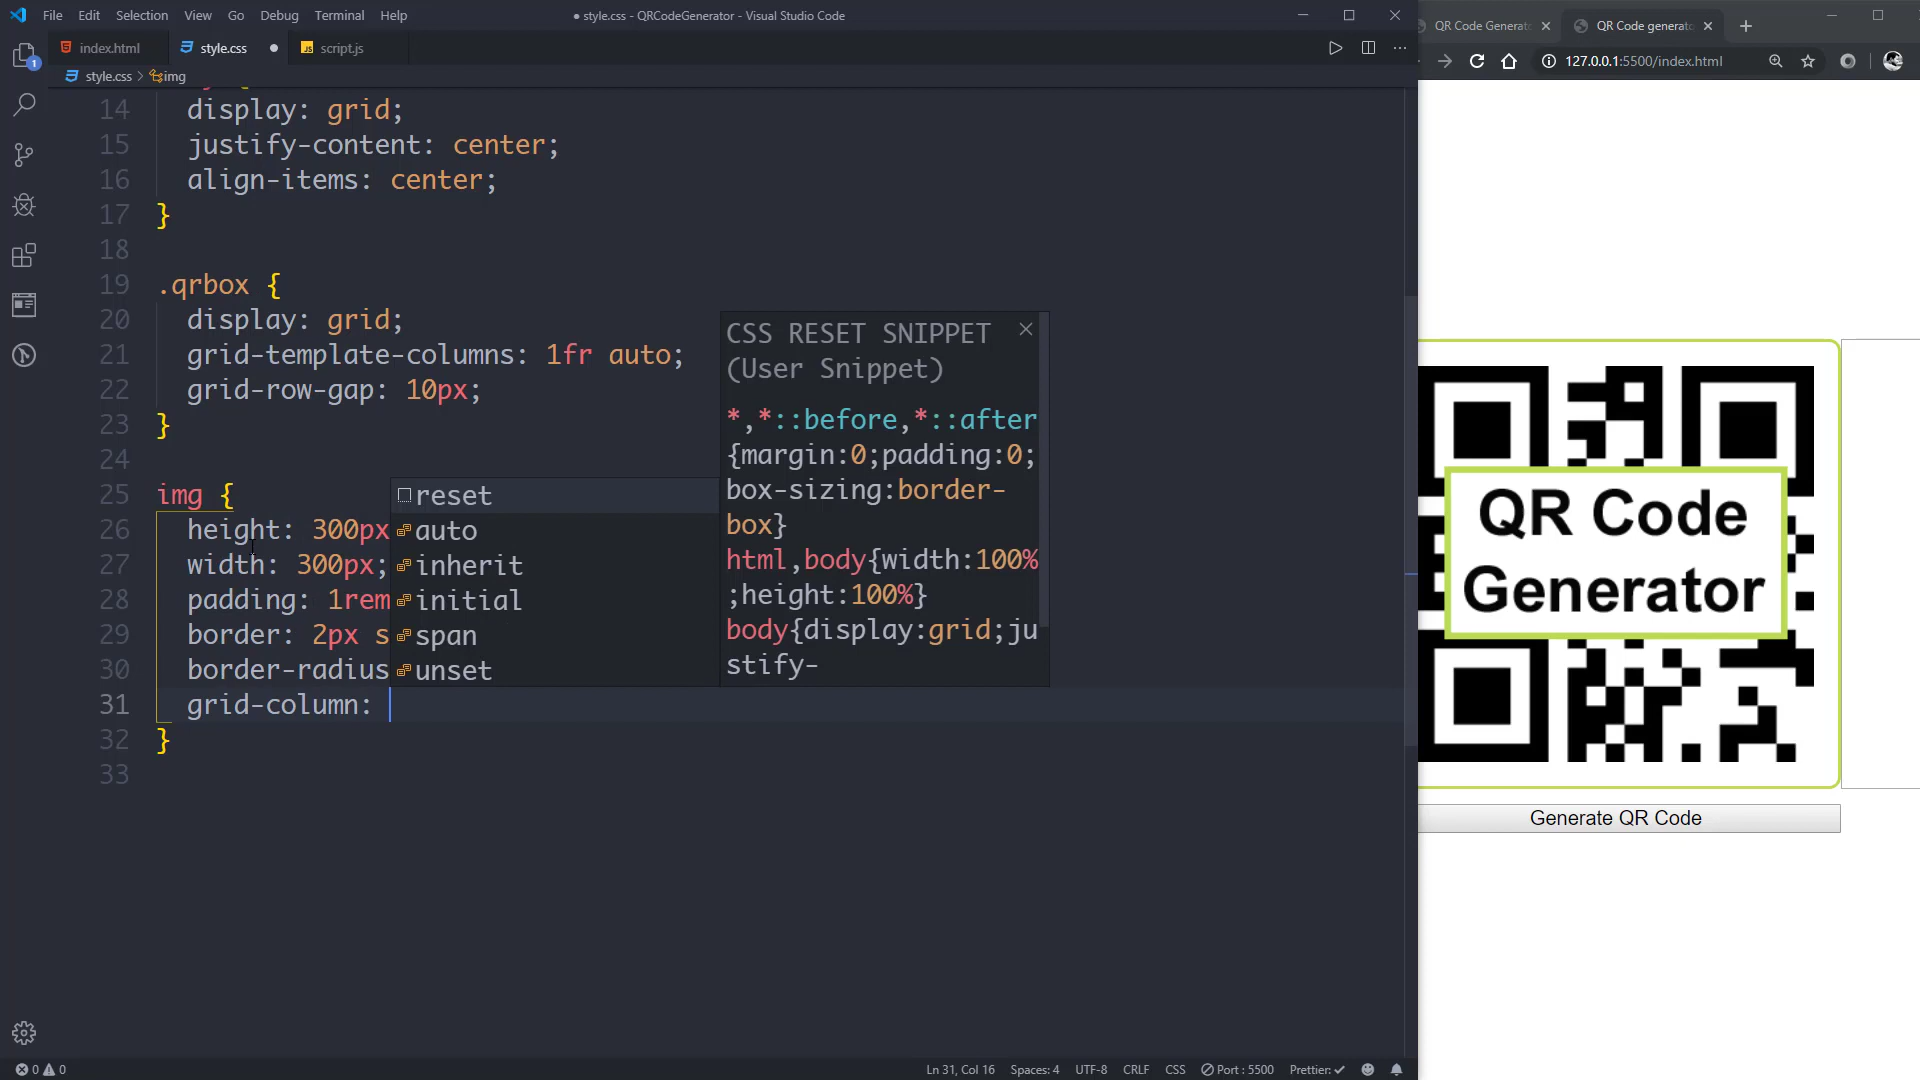 File Edit Selection View Go Debug Terminal Help
● style.css - QRCodeGenerator - Visual Studio Code
index.html style.css ● script.js
style.css > img
14 display: grid;
15 justify-content: center;
16 align-items: center;
17 }
18
19 .qrbox {
20 display: grid;
21 grid-template-columns: 1fr auto;
22 grid-row-gap: 10px;
23 }
24
25 img {
26 height: 300px
27 width: 300px;
28 padding: 1rem
29 border: 2px s
30 border-radius
31 grid-column:
32 }
33
reset
auto
inherit
initial
span
unset
CSS RESET SNIPPET
(User Snippet)
*,*::before,*::after
{margin:0;padding:0;
box-sizing:border-
box}
html,body{width:100%
;height:100%}
body{display:grid;ju
stify-
1
0 0
Ln 31, Col 16 Spaces: 4 UTF-8 CRLF CSS Port : 5500 Prettier: ✓
QR Code Generat QR Code generat
127.0.0.1:5500/index.html
QR Code
Generator
Generate QR Code